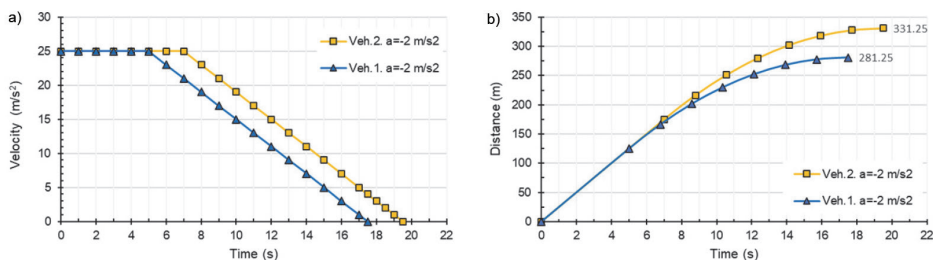 a)
30
25
20
15
10
5
0
Velocity (m/s²)
Veh.2. a=-2 m/s2
Veh.1. a=-2 m/s2
0 2 4 6 8 10 12 14 16 18 20
Time (s)
b)
350
300
250
200
150
100
50
0
Distance (m)
331.25
281.25
Veh.2. a=-2 m/s2
Veh.1. a=-2 m/s2
0 2 4 6 8 10 12 14 16 18 20
Time (s)